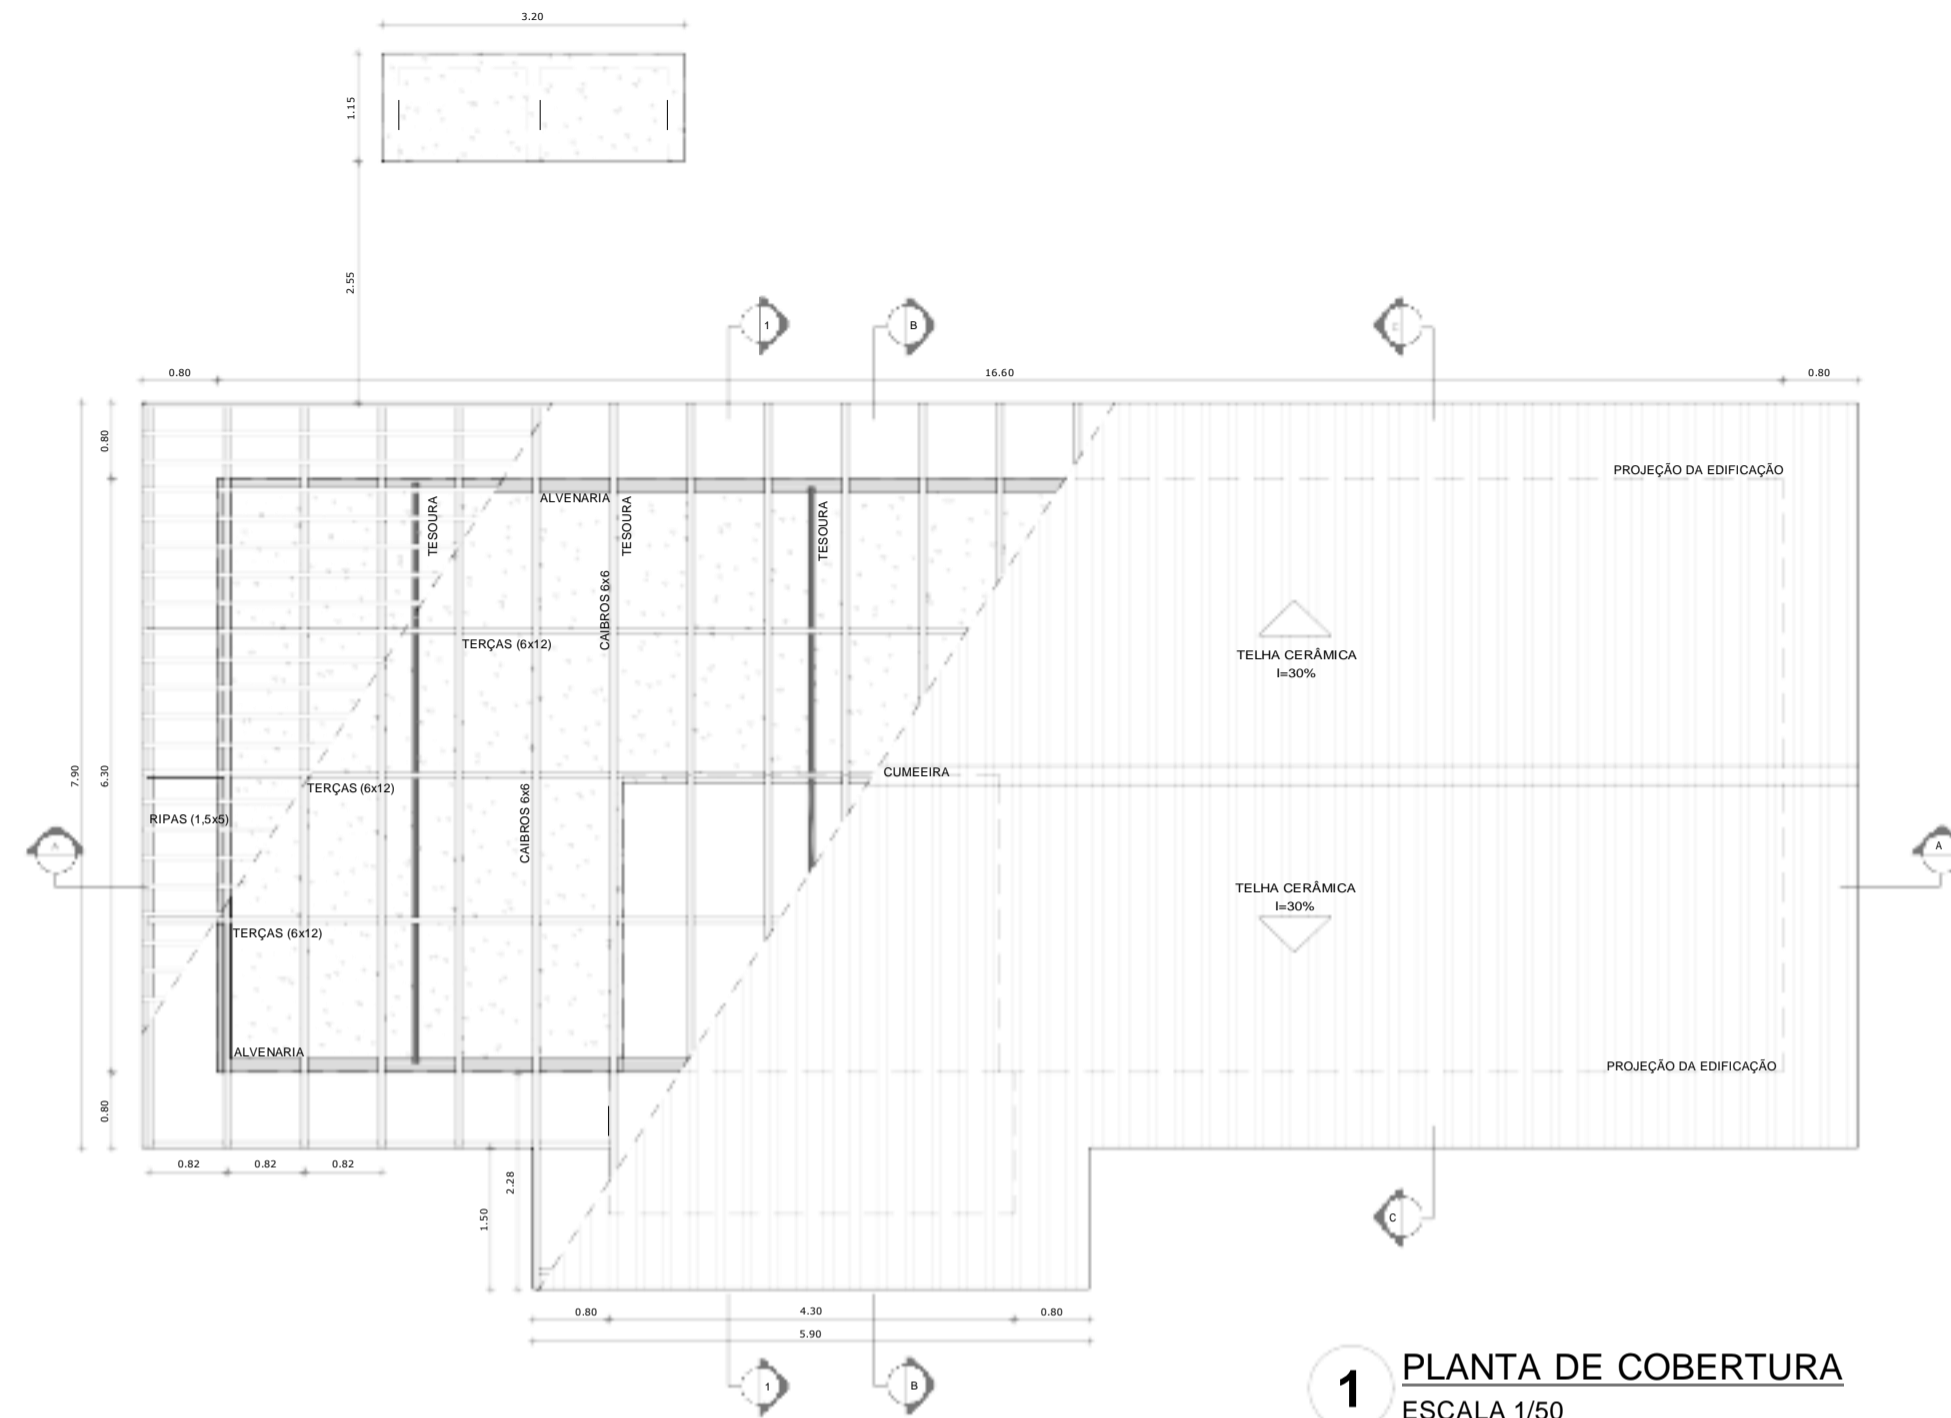 3.20
1.15
2.55
1
B
0.80
16.60
0.80
0.80
PROJEÇÃO DA EDIFICAÇÃO
ALVENARIA
TESOURA
TESOURA
TESOURA
CAIBROS 6x6
TERÇAS (6x12)
TELHA CERÂMICA
I=30%
7.90
6.30
CUMEEIRA
TERÇAS (6x12)
CAIBROS 6x6
RIPAS (1,5x5)
A
A
TELHA CERÂMICA
I=30%
TERÇAS (6x12)
ALVENARIA
PROJEÇÃO DA EDIFICAÇÃO
0.80
0.82
0.82
0.82
2.28
1.50
C
0.80
4.30
0.80
5.90
1
B
1
PLANTA DE COBERTURA
ESCALA 1/50